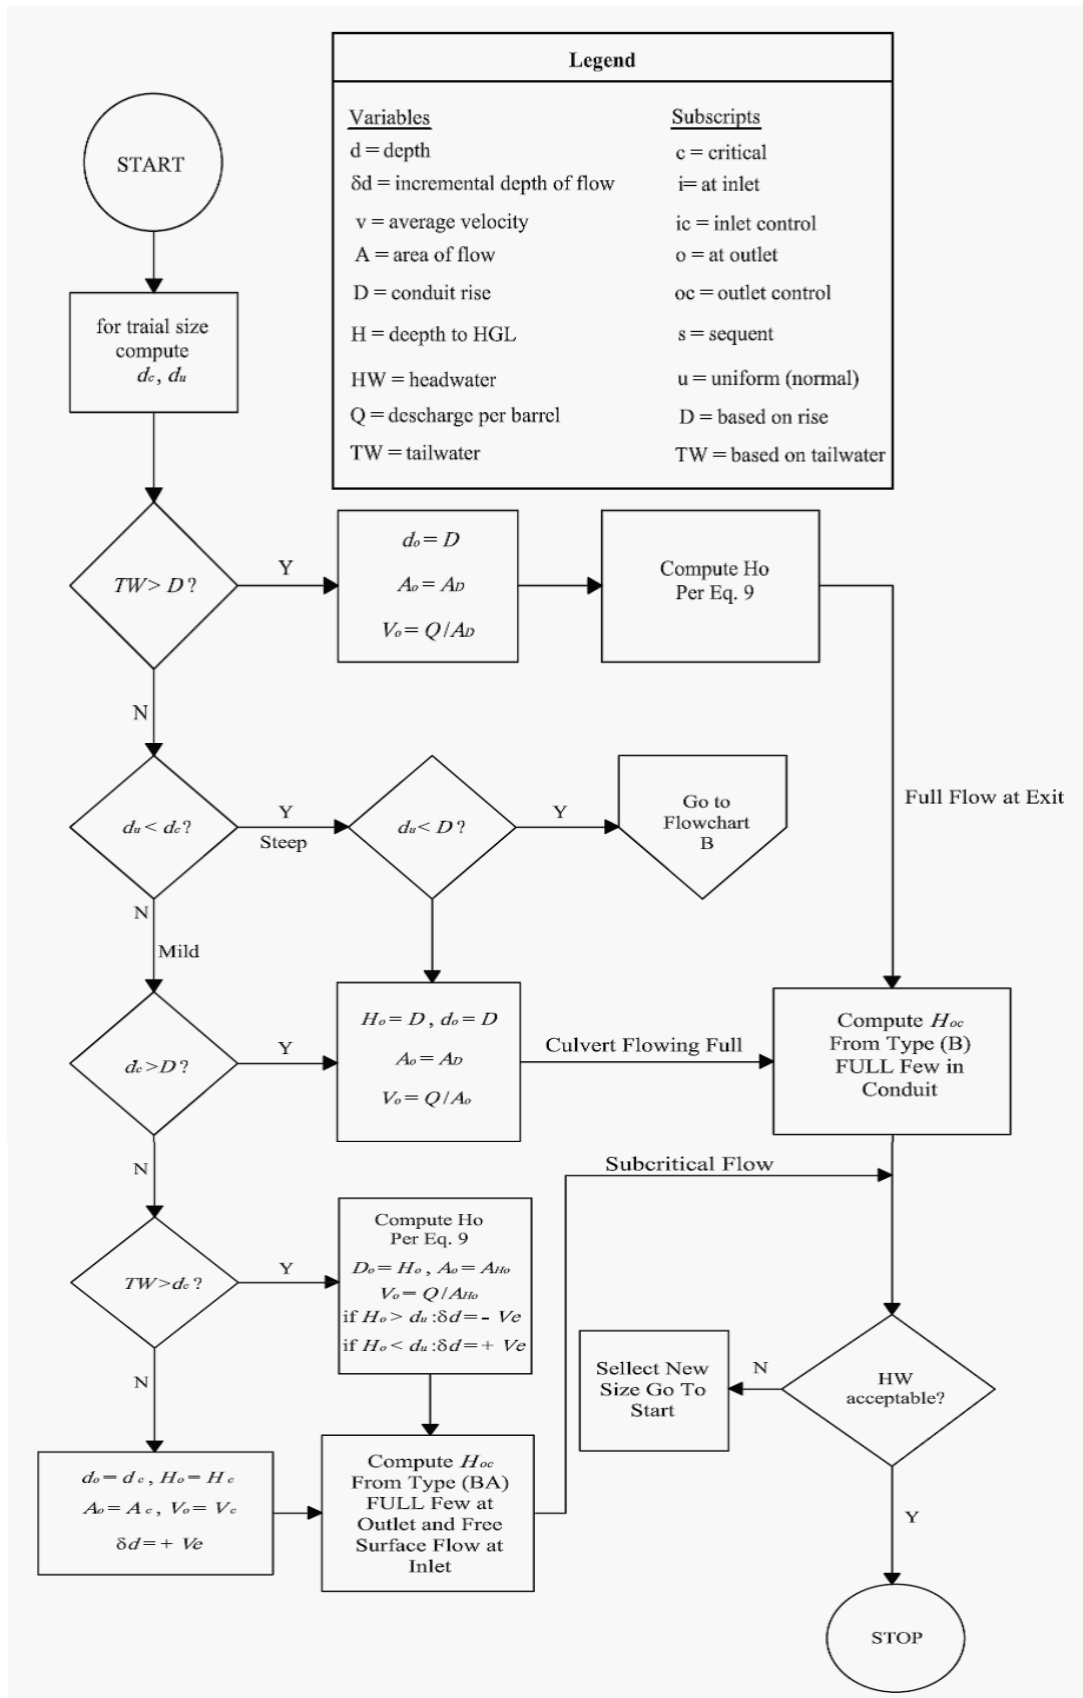 Legend
Variables
Subscripts
d = depth
c = critical
δd = incremental depth of flow
i= at inlet
v = average velocity
ic = inlet control
A = area of flow
o = at outlet
D = conduit rise
oc = outlet control
H = deepth to HGL
s = sequent
HW = headwater
u = uniform (normal)
Q = descharge per barrel
D = based on rise
TW = tailwater
TW = based on tailwater
START
for traial size
compute
dc, du
TW> D ?
Y
do = D
Ao = AD
Vo = Q/AD
Compute Ho
Per Eq. 9
N
Full Flow at Exit
du < dc?
Y
Steep
du < D ?
Y
Go to
Flowchart
B
N
Mild
dc >D ?
Y
Ho = D , do = D
Ao = AD
Vo = Q/Ao
Culvert Flowing Full
Compute Hoc
From Type (B)
FULL Few in
Conduit
N
Subcritical Flow
TW>dc ?
Y
Compute Ho
Per Eq. 9
Do = Ho , Ao = AHo
Vo = Q/AHo
if Ho > du :δd = - Ve
if Ho < du :δd = + Ve
N
Sellect New
Size Go To
Start
N
HW
acceptable?
do = dc , Ho = Hc
Ao = Ac , Vo = Vc
δd = + Ve
Compute Hoc
From Type (BA)
FULL Few at
Outlet and Free
Surface Flow at
Inlet
Y
STOP